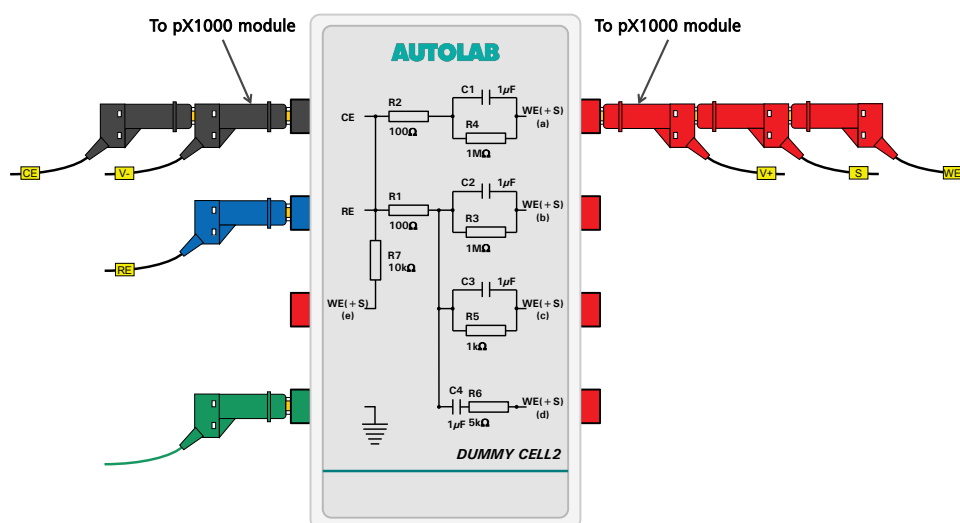 To pX1000 module
To pX1000 module
AUTOLAB
C1 1µF
R2
CE
WE(+S)
(a)
100Ω
R4
1MΩ
CE
V-
V+
S
WE
C2 1µF
R1
RE
WE(+S)
(b)
100Ω
R3
1MΩ
R7
10kΩ
RE
C3 1µF
WE(+S)
(e)
WE(+S)
(c)
R5
1kΩ
C4 R6
WE(+S)
(d)
1µF 5kΩ
DUMMY CELL2